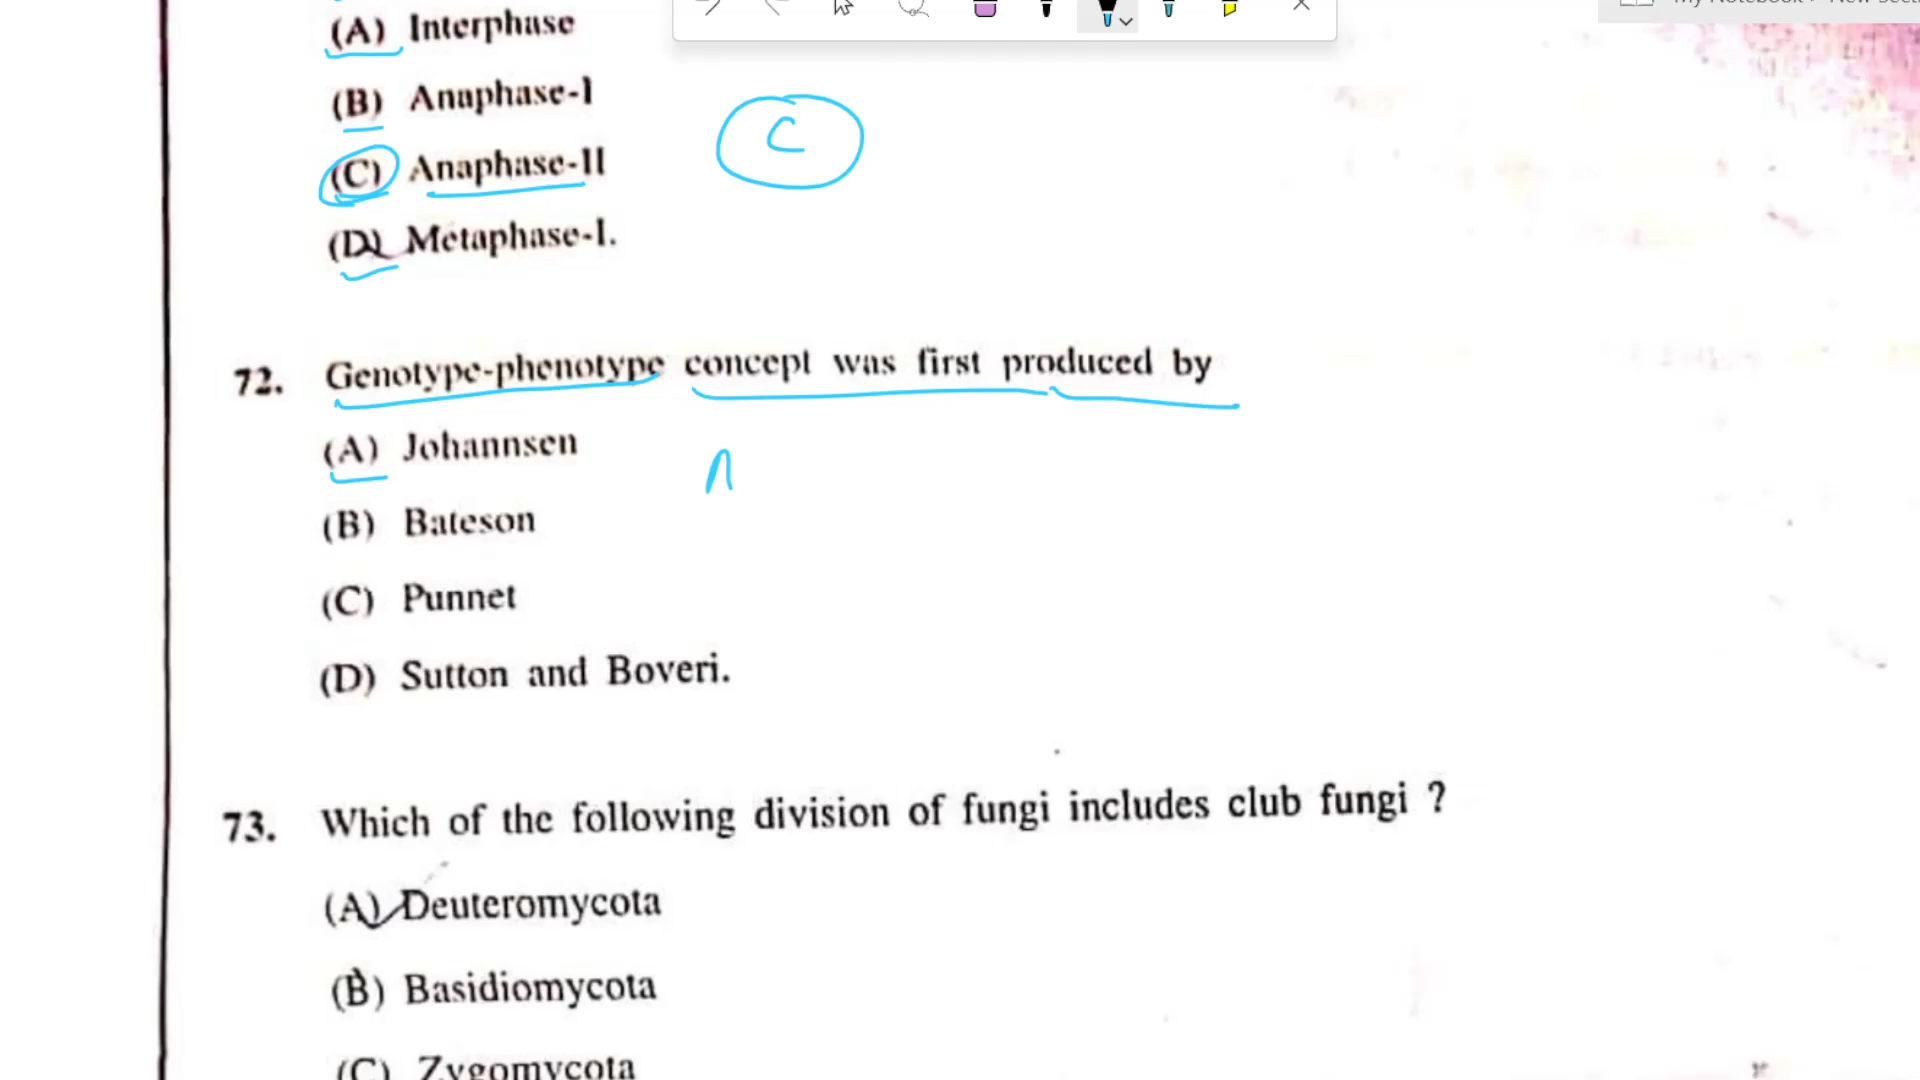 (A) Interphase
(B) Anaphase-I
(C) Anaphase-II
C
(D) Metaphase-I.
72. Genotype-phenotype concept was first produced by
(A) Johannsen
(B) Bateson
(C) Punnet
(D) Sutton and Boveri.
73. Which of the following division of fungi includes club fungi ?
(A) Deuteromycota
(B) Basidiomycota
(C) Zygomycota